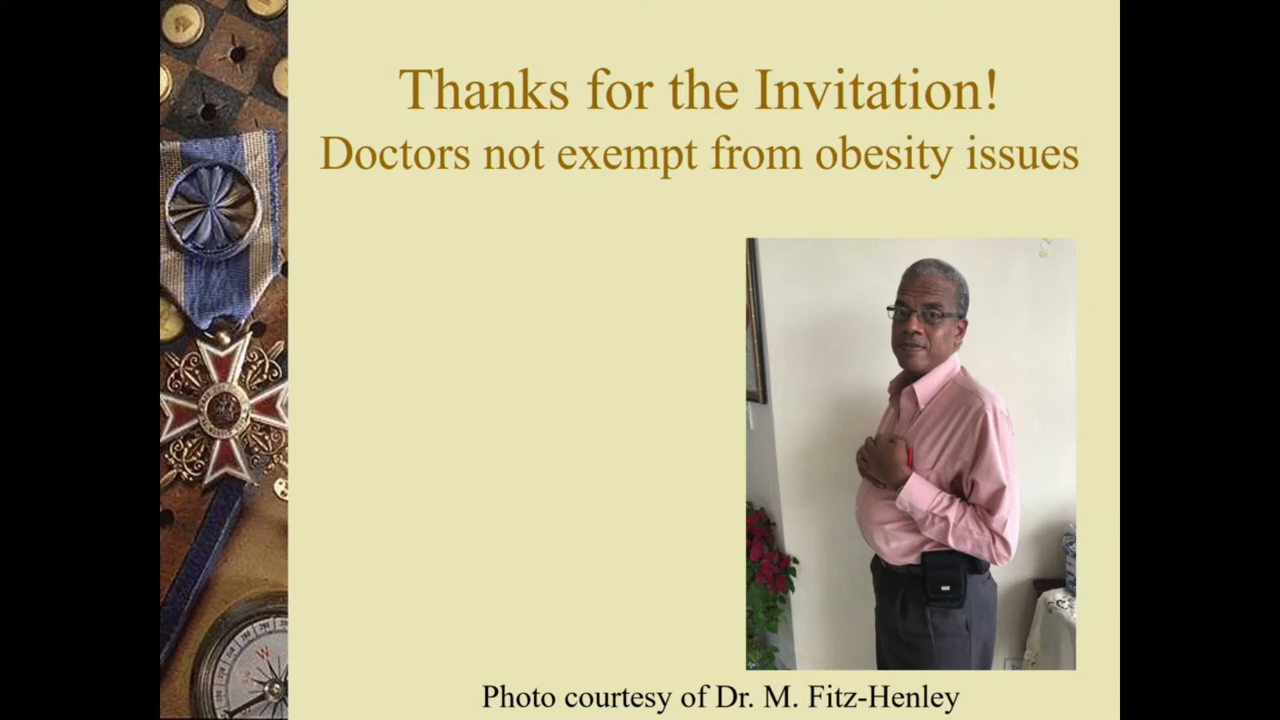 Thanks for the Invitation!
Doctors not exempt from obesity issues
Photo courtesy of Dr. M. Fitz-Henley